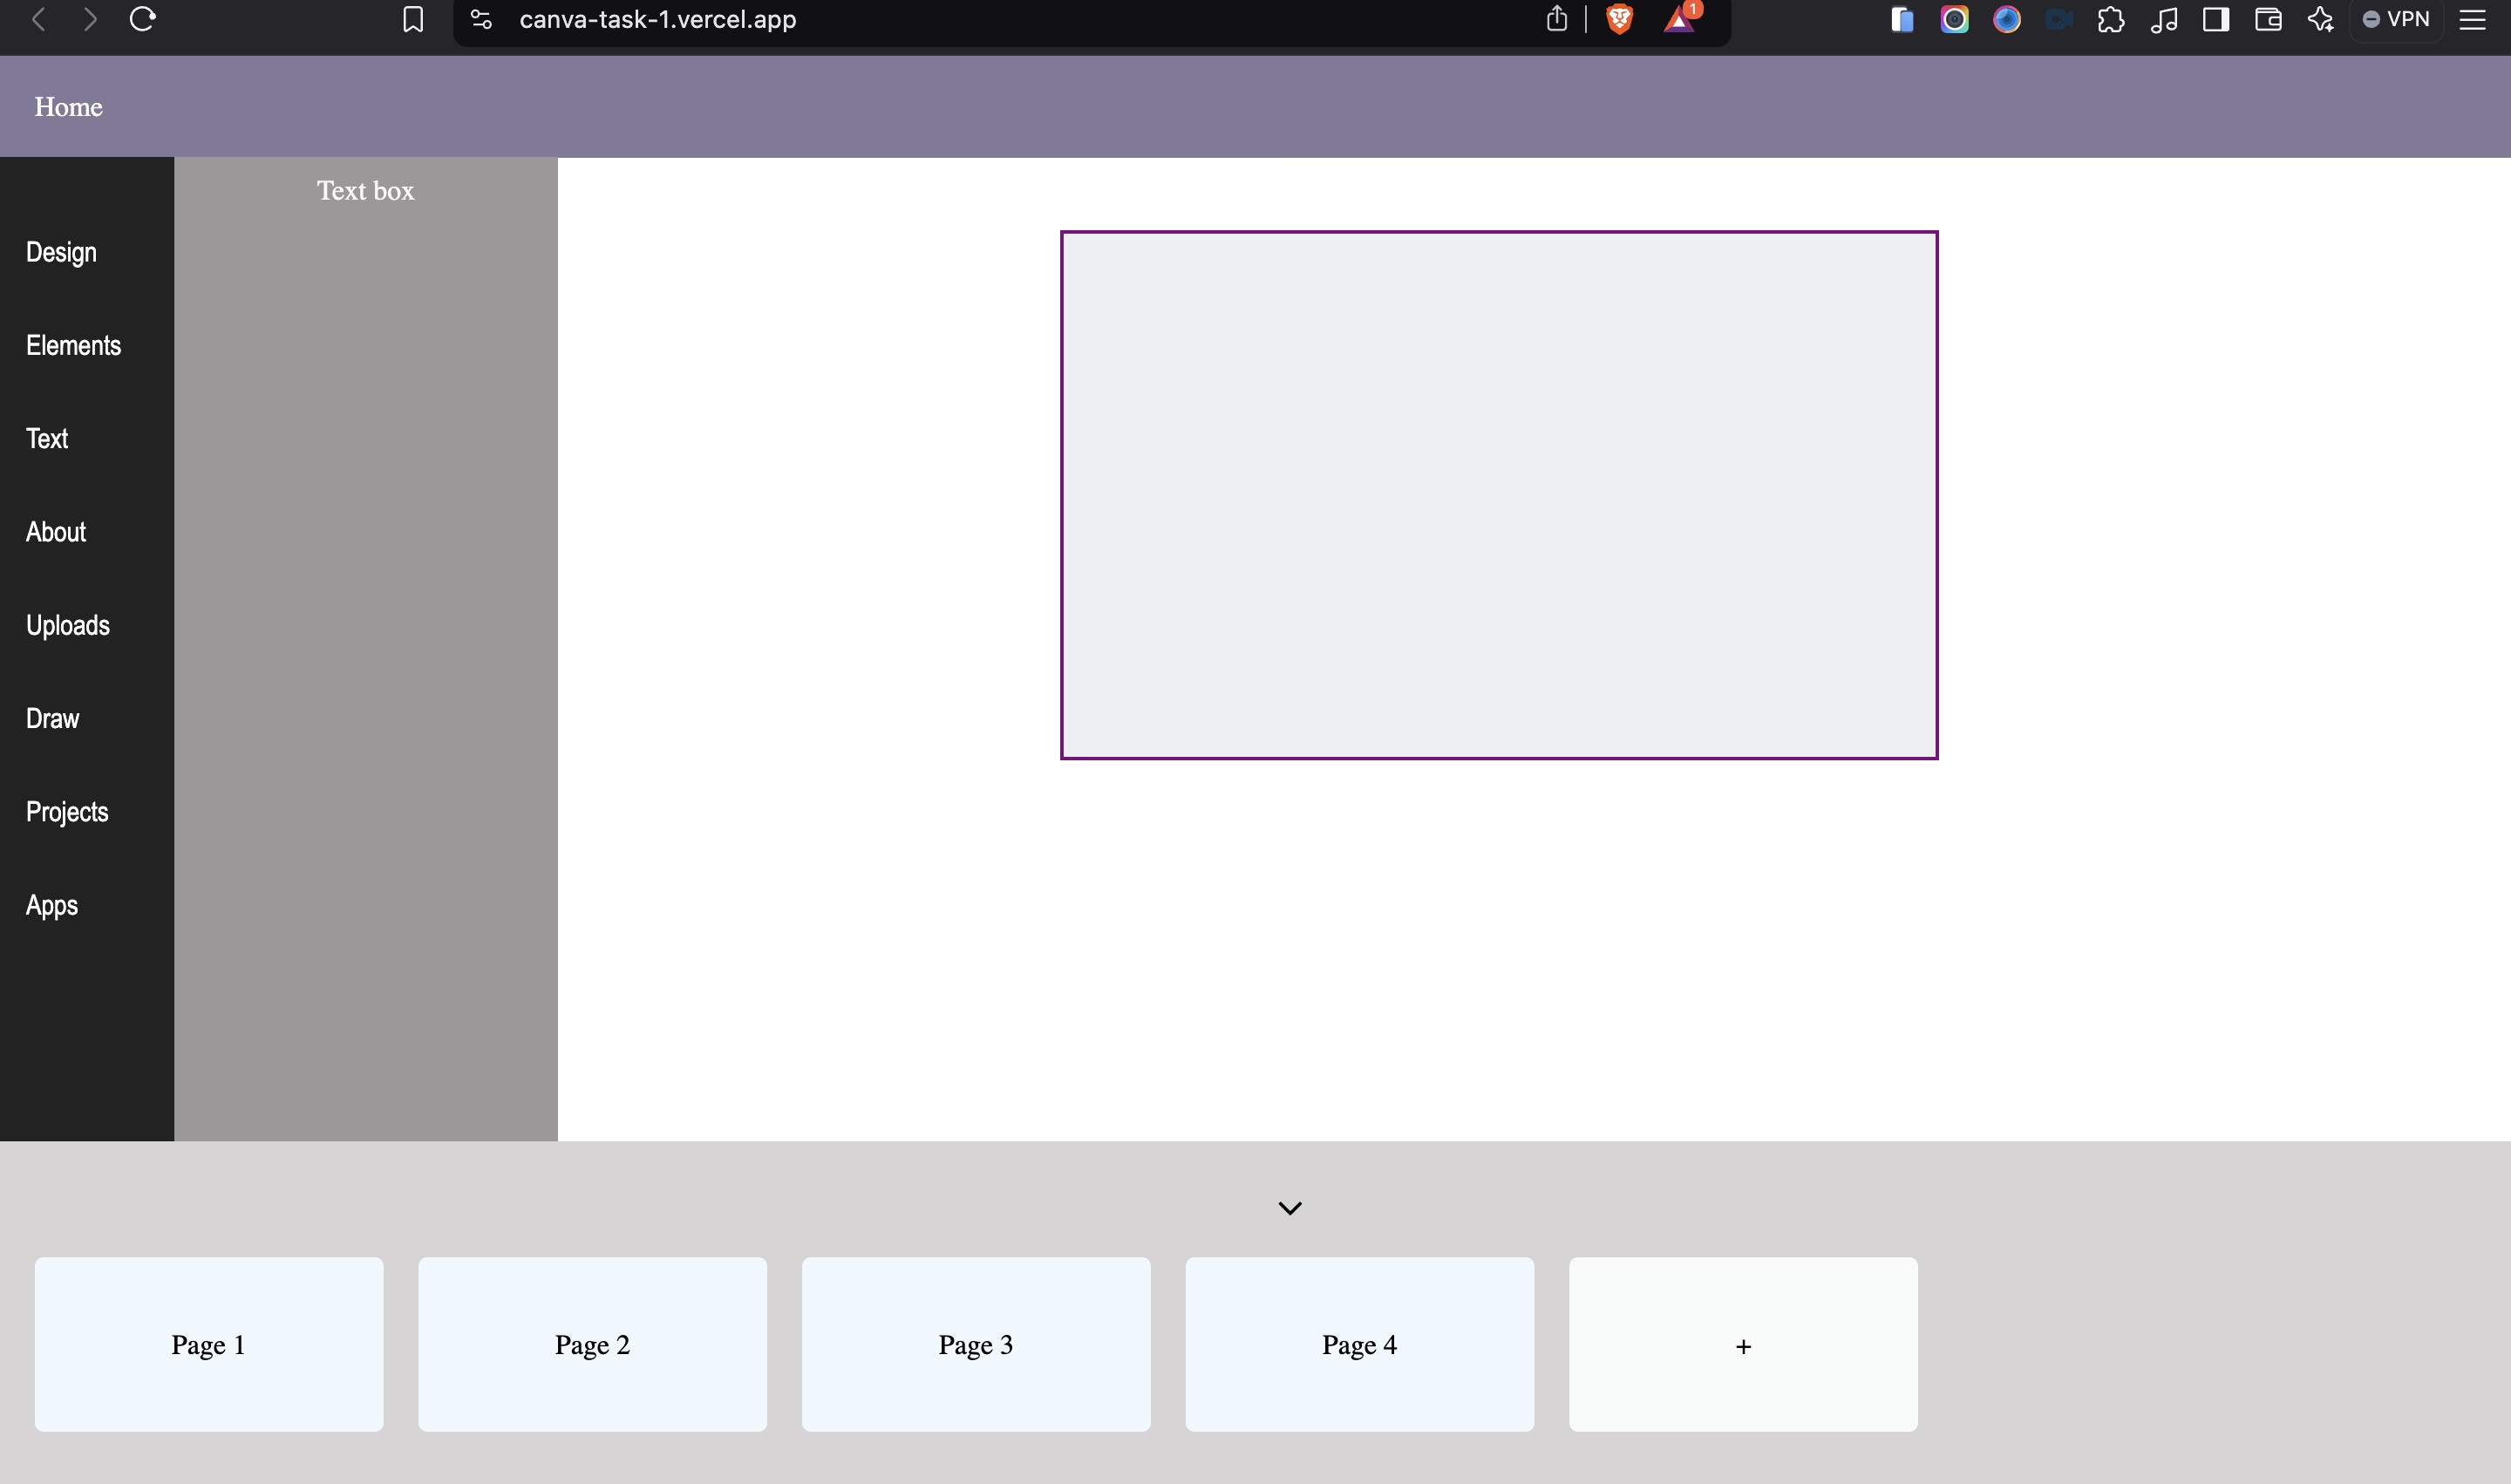 canva-task-1.vercel.app
1
VPN
Home
Text box
Design
Elements
Text
About
Uploads
Draw
Projects
Apps
Page 1
Page 2
Page 3
Page 4
+